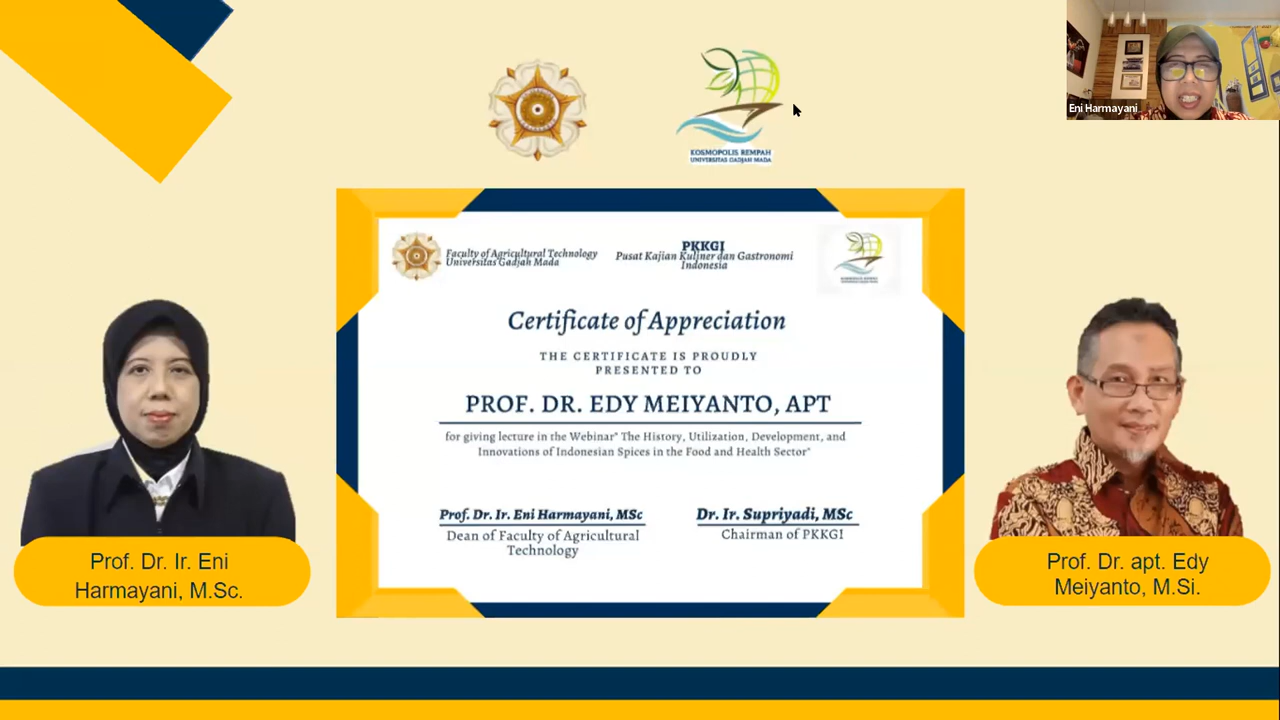 Eni Harmayani
KOSMOPOLIS REMPAH
UNIVERSITAS GADJAH MADA
Faculty of Agricultural Technology
Universitas Gadjah Mada
PKKGI
Pusat Kajian Kuliner dan Gastronomi
Indonesia
Certificate of Appreciation
THE CERTIFICATE IS PROUDLY
PRESENTED TO
PROF. DR. EDY MEIYANTO, APT
for giving lecture in the Webinar" The History, Utilization, Development, and
Innovations of Indonesian Spices in the Food and Health Sector"
Prof. Dr. Ir. Eni Harmayani, MSc
Dean of Faculty of Agricultural
Technology
Dr. Ir. Supriyadi, MSc
Chairman of PKKGI
Prof. Dr. Ir. Eni
Harmayani, M.Sc.
Prof. Dr. apt. Edy
Meiyanto, M.Si.